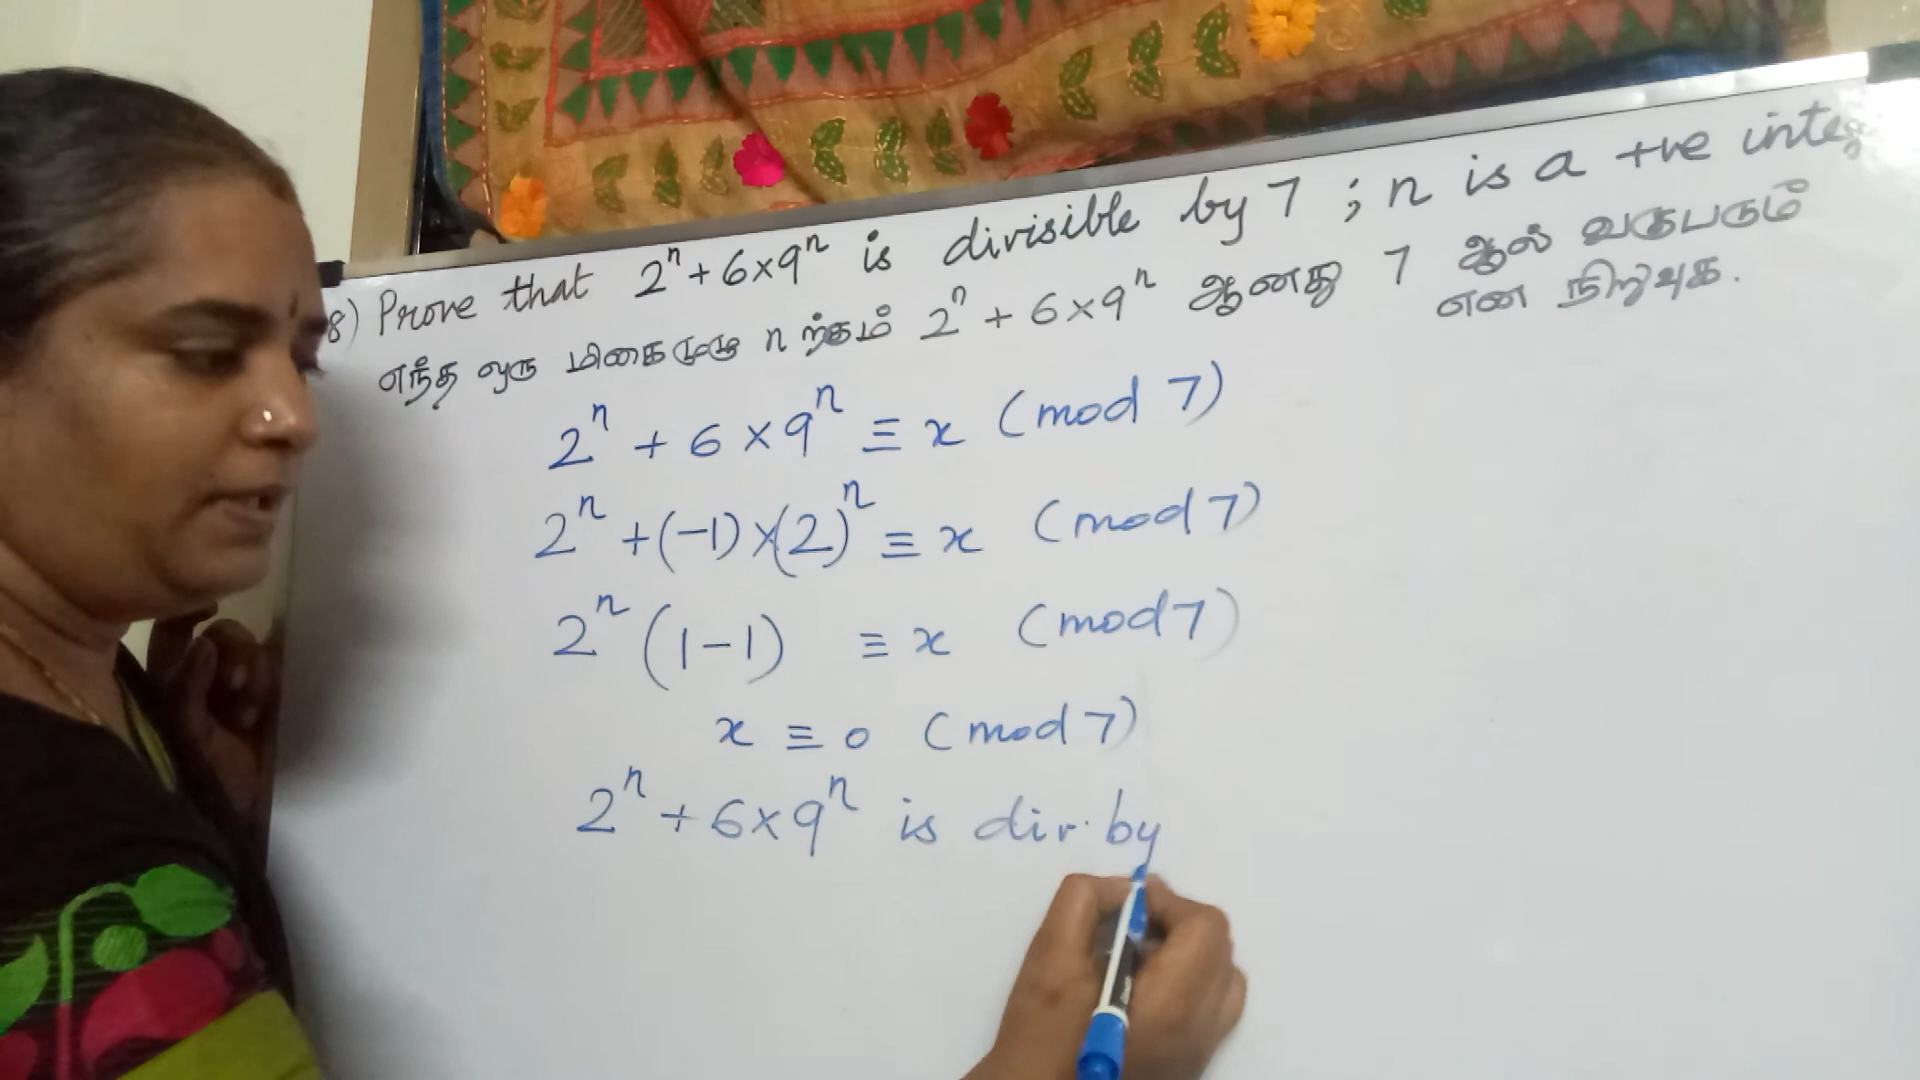 8) Prove that 2ⁿ + 6 × 9ⁿ is divisible by 7 ; n is a +ve integ
எந்த ஒரு மிகை முழு n ற்கும் 2ⁿ + 6 × 9ⁿ ஆனது 7 ஆல் வகுபடும்
என நிறுவுக.
2ⁿ + 6 × 9ⁿ ≡ x (mod 7)
2ⁿ + (-1) × (2)ⁿ ≡ x (mod 7)
2ⁿ (1-1) ≡ x (mod 7)
x ≡ 0 (mod 7)
2ⁿ + 6 × 9ⁿ is div. by